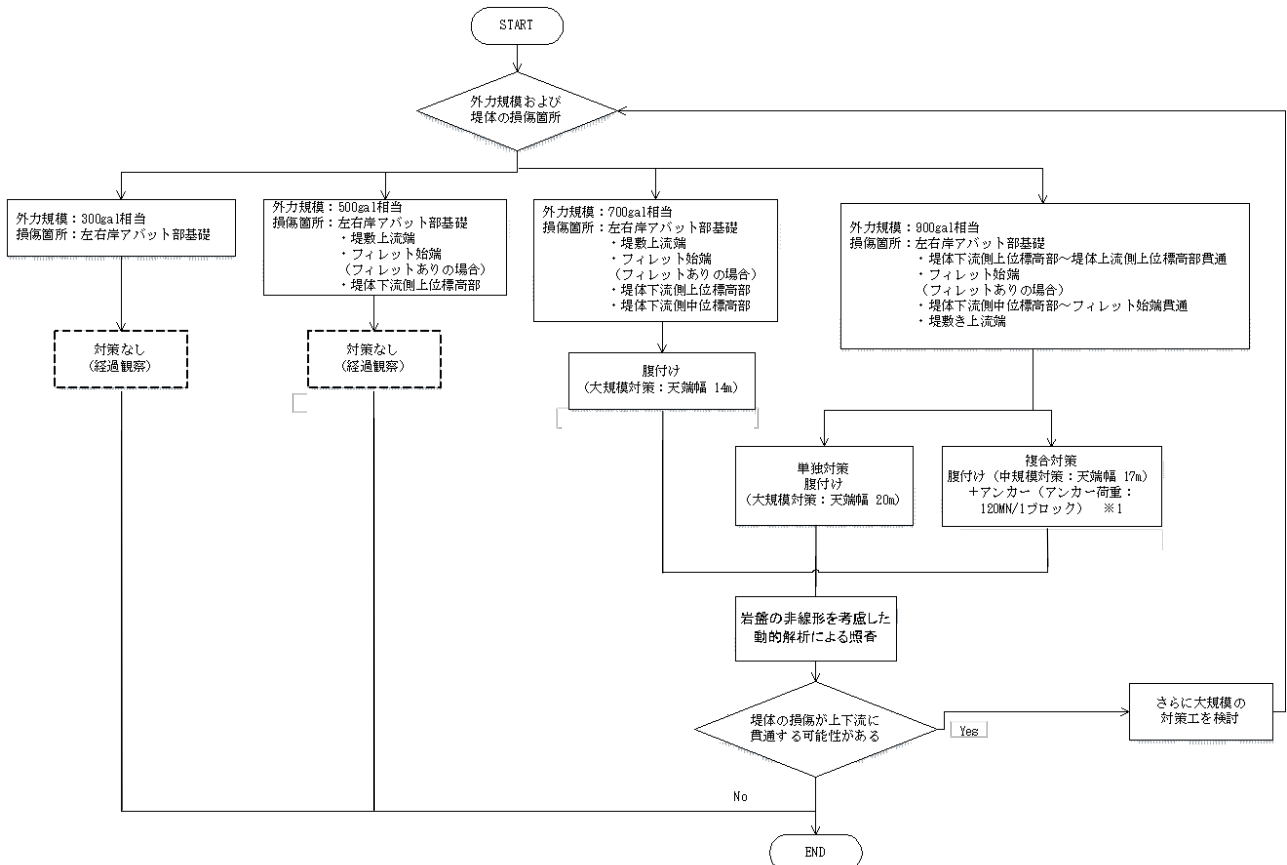 START
外力規模および
堤体の損傷箇所
外力規模：300gal相当
損傷箇所：左右岸アバット部基礎
外力規模：500gal相当
損傷箇所：左右岸アバット部基礎
・堤敷上流端
・フィレット始端
（フィレットありの場合）
・堤体下流側上位標高部
外力規模：700gal相当
損傷箇所：左右岸アバット部基礎
・堤敷上流端
・フィレット始端
（フィレットありの場合）
・堤体下流側上位標高部
・堤体下流側中位標高部
外力規模：900gal相当
損傷箇所：左右岸アバット部基礎
・堤体下流側上位標高部～堤体上流側上位標高部貫通
・フィレット始端
（フィレットありの場合）
・堤体下流側中位標高部～フィレット始端貫通
・堤敷き上流端
対策なし
（経過観察）
対策なし
（経過観察）
腹付け
（大規模対策：天端幅 14m）
単独対策
腹付け
（大規模対策：天端幅 20m）
複合対策
腹付け（中規模対策：天端幅 17m）
＋アンカー（アンカー荷重：
120MN/1ブロック） ※1
岩盤の非線形を考慮した
動的解析による照査
堤体の損傷が上下流に
貫通する可能性がある
Yes
さらに大規模の
対策工を検討
No
END